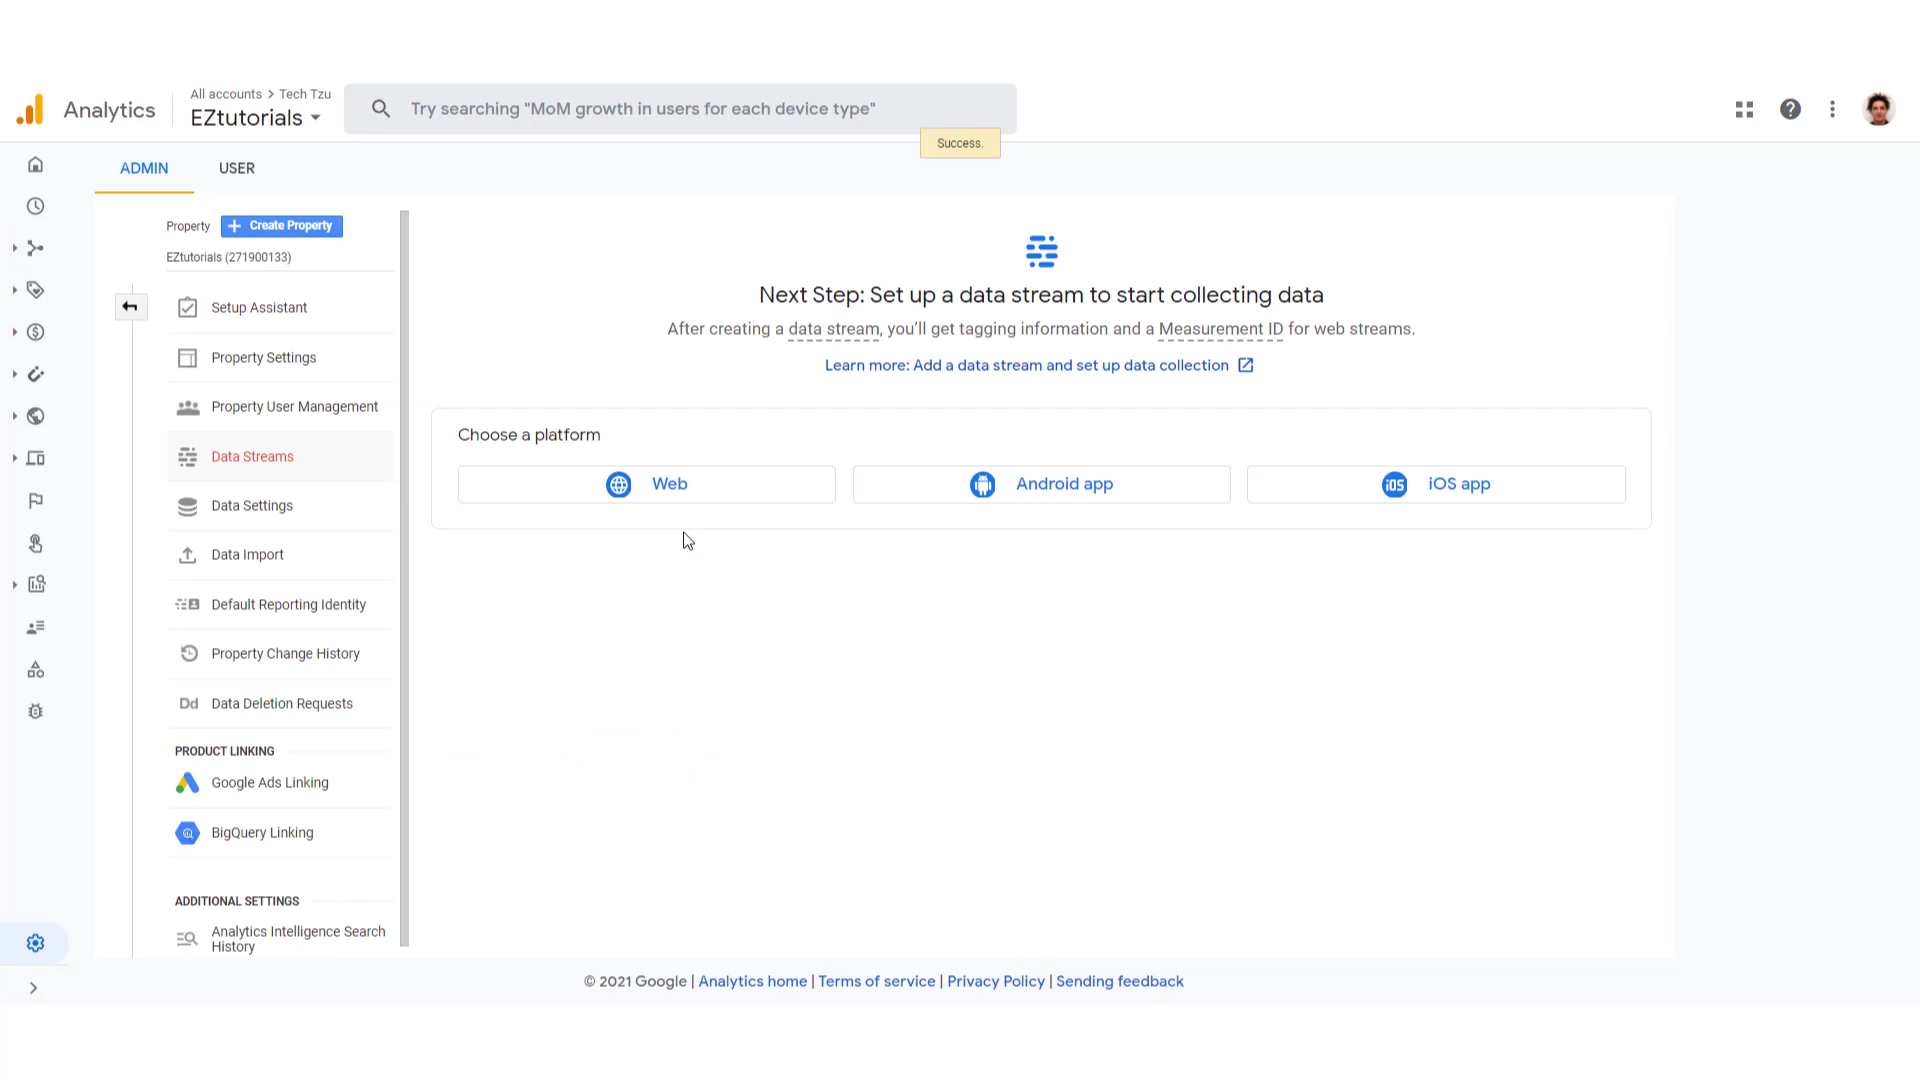 Analytics
All accounts > Tech Tzu
EZtutorials
Try searching "MoM growth in users for each device type"
Success.
ADMIN
USER
Property
Create Property
EZtutorials (271900133)
Setup Assistant
Property Settings
Property User Management
Data Streams
Data Settings
Data Import
Default Reporting Identity
Property Change History
Dd Data Deletion Requests
PRODUCT LINKING
Google Ads Linking
BigQuery Linking
ADDITIONAL SETTINGS
Analytics Intelligence Search
History
Next Step: Set up a data stream to start collecting data
After creating a data stream, you’ll get tagging information and a Measurement ID for web streams.
Learn more: Add a data stream and set up data collection
Choose a platform
Web
Android app
iOS iOS app
© 2021 Google | Analytics home | Terms of service | Privacy Policy | Sending feedback